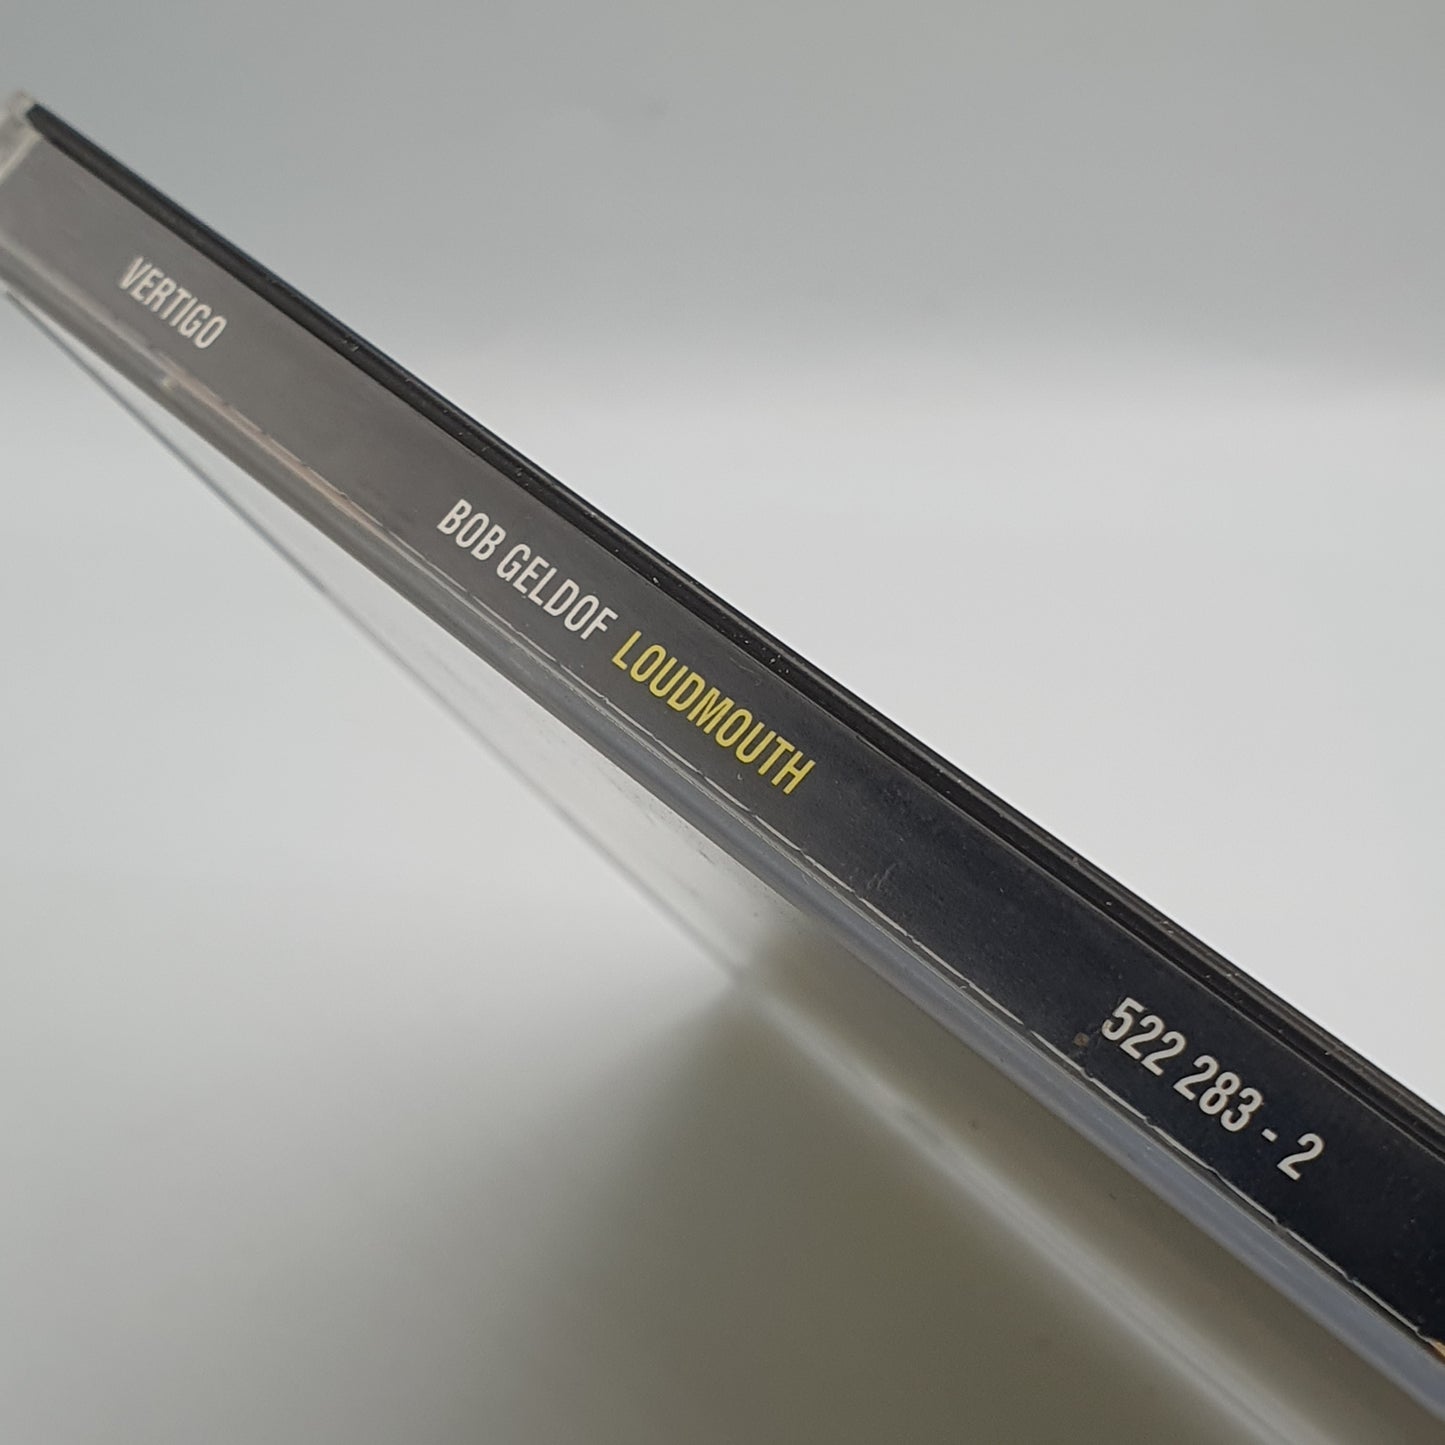 VERTIGO
BOB GELDOF LOUDMOUTH
522 283 - 2